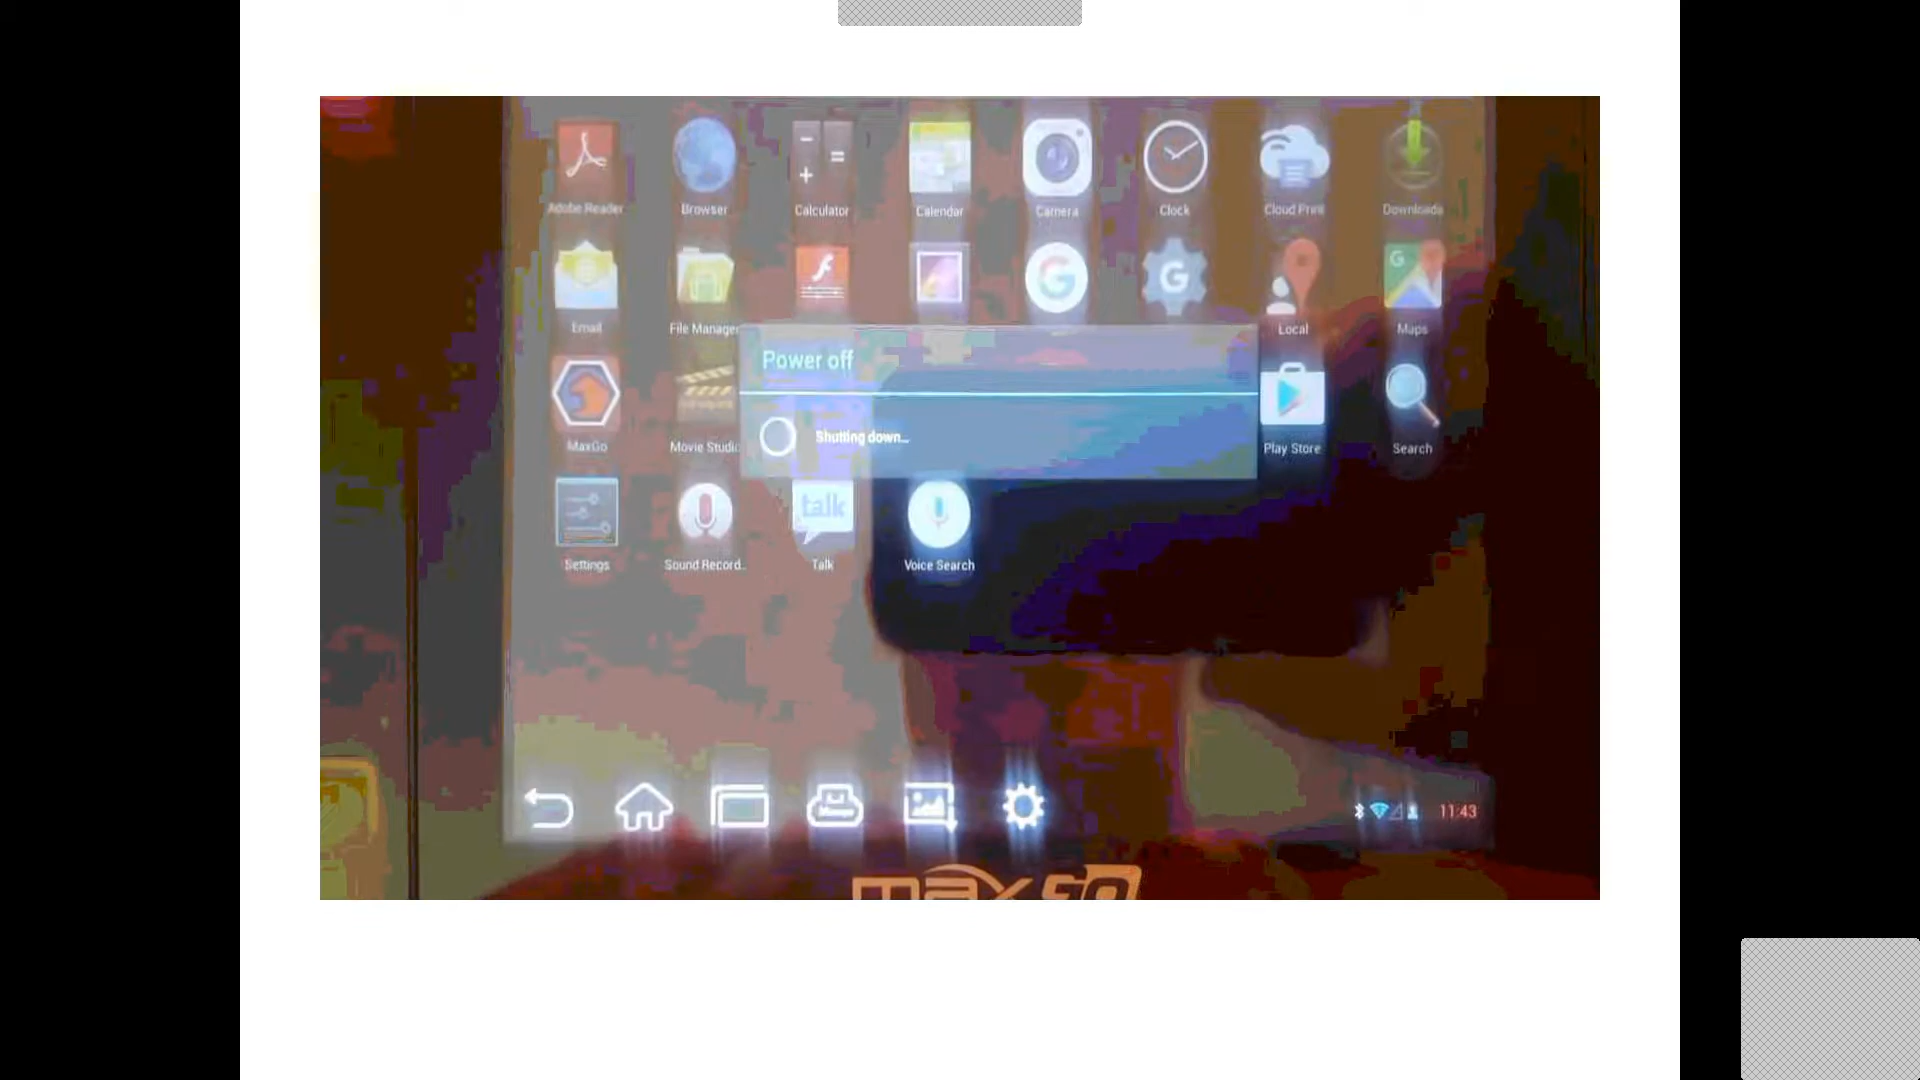 Adobe Reader
Browser
Calculator
Calendar
Camera
Clock
Cloud Print
Downloads
Email
File Manager
Local
Maps
Power off
Shutting down...
MaxGo
Movie Studio
Play Store
Search
talk
Settings
Sound Record..
Talk
Voice Search
11:43
max GO